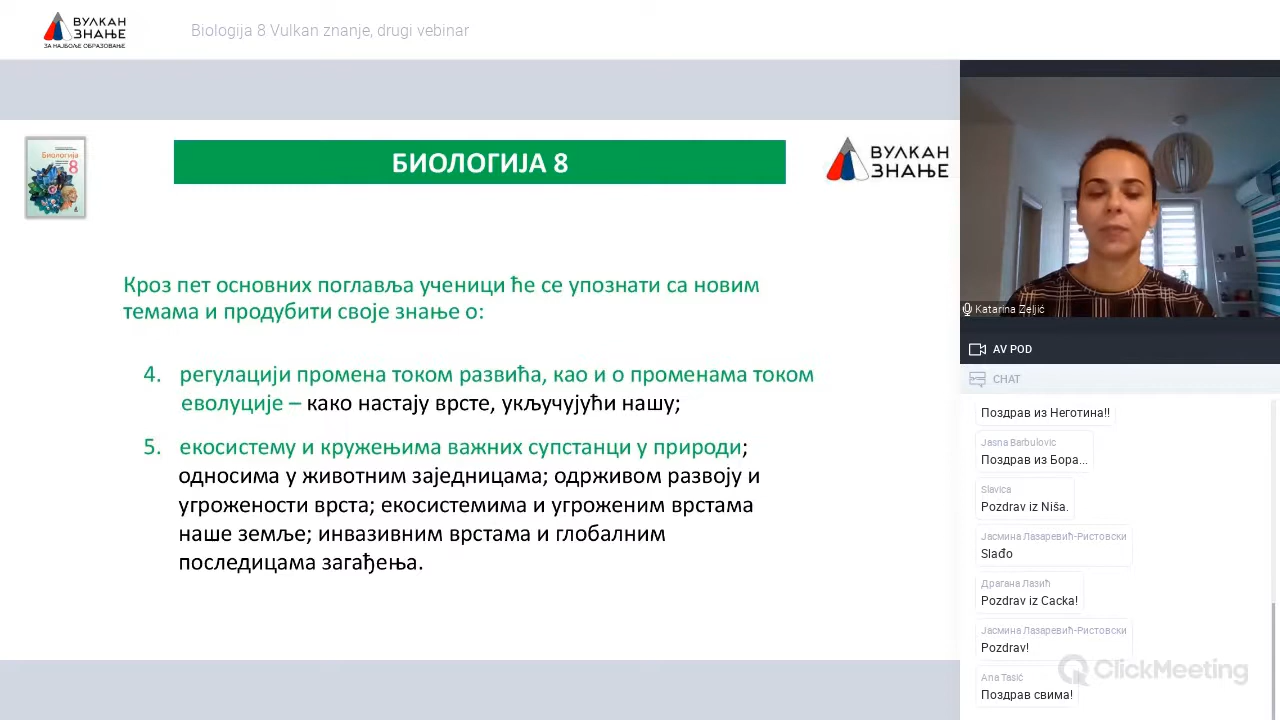 ВУЛКАН
ЗНАЊЕ
ЗА НАЈБОЉЕ ОБРАЗОВАЊЕ
Biologija 8 Vulkan znanje, drugi vebinar
Биологија
8
БИОЛОГИЈА 8
ВУЛКАН
ЗНАЊЕ
Кроз пет основних поглавља ученици ће се упознати са новим
темама и продубити своје знање о:
4. регулацији промена током развића, као и о променама током
еволуције – како настају врсте, укључујући нашу;
5. екосистему и кружењима важних супстанци у природи;
односима у животним заједницама; одрживом развоју и
угрожености врста; екосистемима и угроженим врстама
наше земље; инвазивним врстама и глобалним
последицама загађења.
Katarina Zeljić
AV POD
CHAT
Поздрав из Неготина!!
Jasna Barbulovic
Поздрав из Бора...
Slavica
Pozdrav iz Niša.
Јасмина Лазаревић-Ристовски
Slađo
Драгана Лазић
Pozdrav iz Cacka!
Јасмина Лазаревић-Ристовски
Pozdrav!
Ana Tasić
Поздрав свима!
ClickMeeting